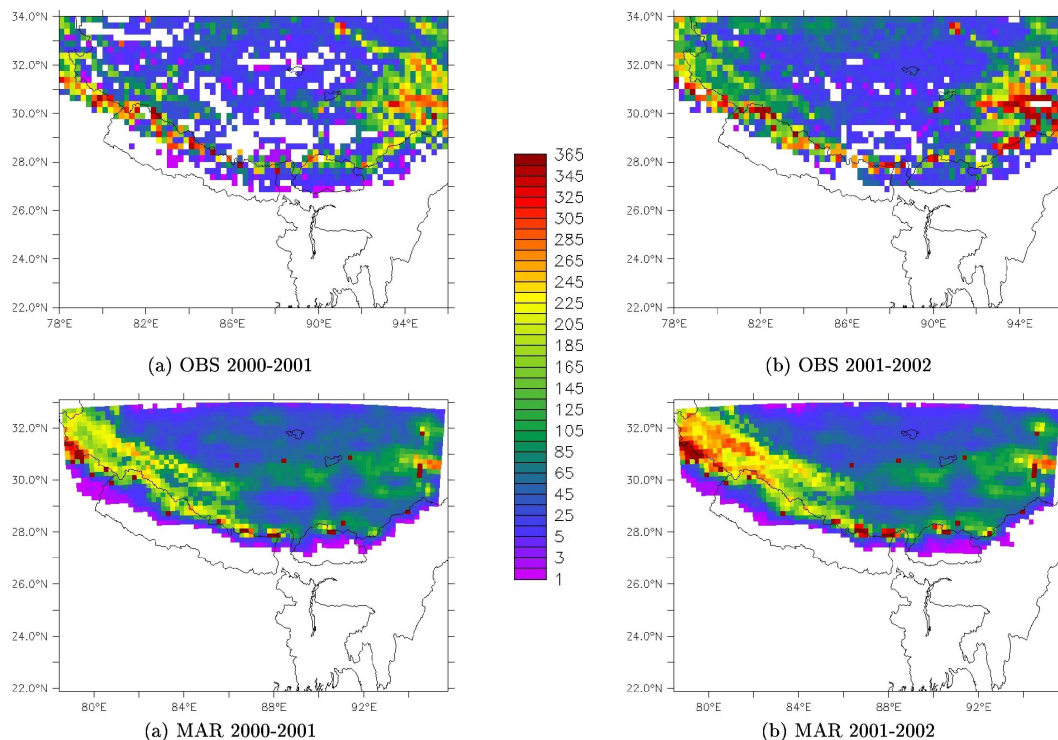 34.0°N
32.0°N
30.0°N
28.0°N
26.0°N
24.0°N
22.0°N
78°E 82°E 86°E 90°E 94°E
(a) OBS 2000-2001
34.0°N
32.0°N
30.0°N
28.0°N
26.0°N
24.0°N
22.0°N
78°E 82°E 86°E 90°E 94°E
(b) OBS 2001-2002
365
345
325
305
285
265
245
225
205
185
165
145
125
105
85
65
45
25
5
3
1
32.0°N
30.0°N
28.0°N
26.0°N
24.0°N
22.0°N
80°E 84°E 88°E 92°E
(a) MAR 2000-2001
32.0°N
30.0°N
28.0°N
26.0°N
24.0°N
22.0°N
80°E 84°E 88°E 92°E
(b) MAR 2001-2002